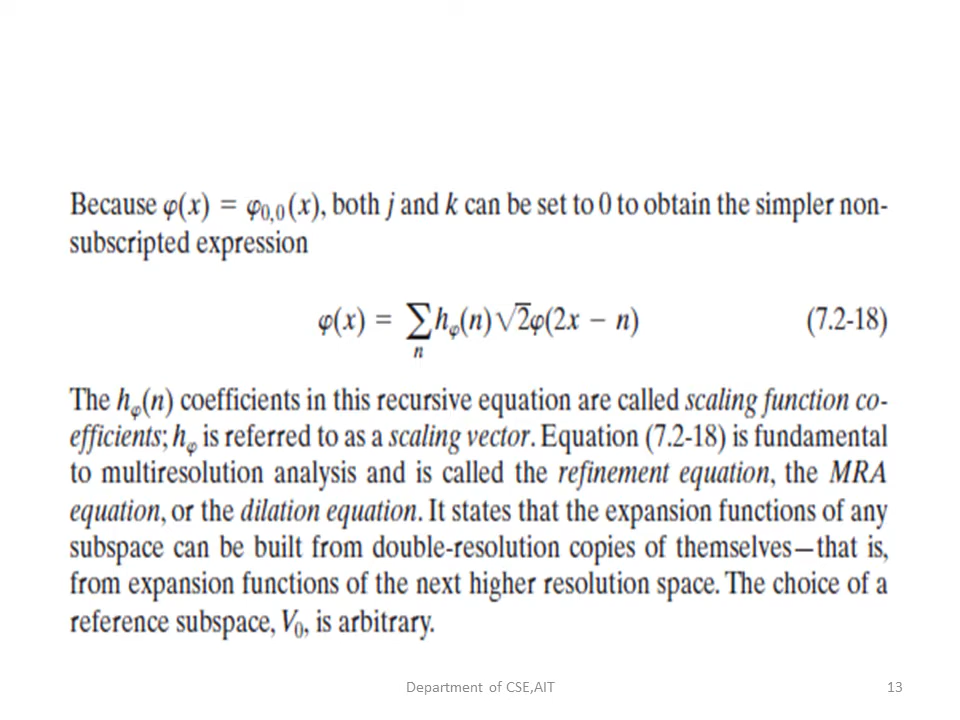 Because φ(x) = φ₀,₀(x), both j and k can be set to 0 to obtain the simpler non-
subscripted expression
φ(x) = ∑ₙ hᵩ(n)√2φ(2x − n) (7.2-18)
The hᵩ(n) coefficients in this recursive equation are called scaling function co-
efficients; hᵩ is referred to as a scaling vector. Equation (7.2-18) is fundamental
to multiresolution analysis and is called the refinement equation, the MRA
equation, or the dilation equation. It states that the expansion functions of any
subspace can be built from double-resolution copies of themselves—that is,
from expansion functions of the next higher resolution space. The choice of a
reference subspace, V₀, is arbitrary.
Department of CSE,AIT 13